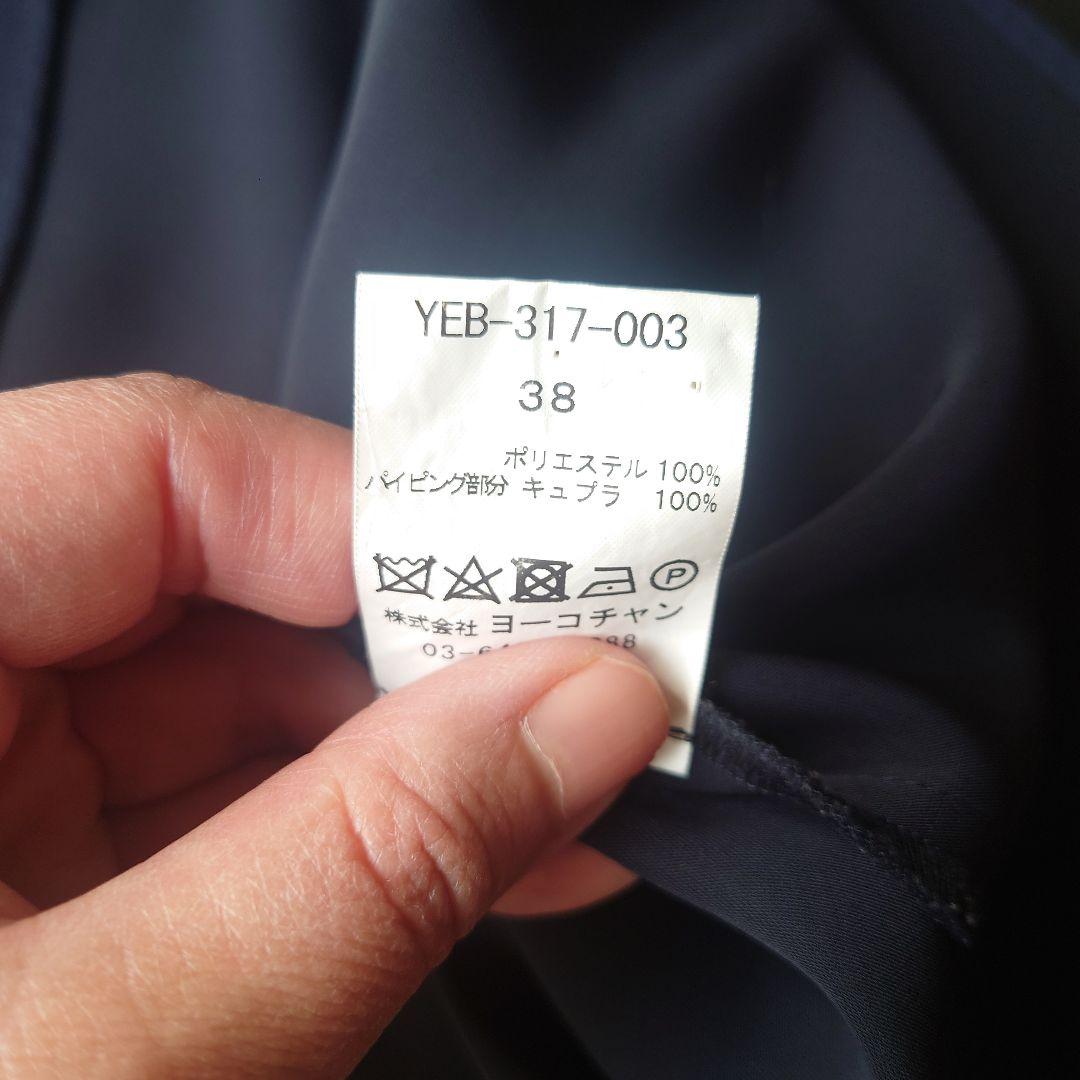 YEB-317-003
38
ポリエステル 100%
パイピング部分 キュプラ 100%
P
株式会社 ヨーコチャン